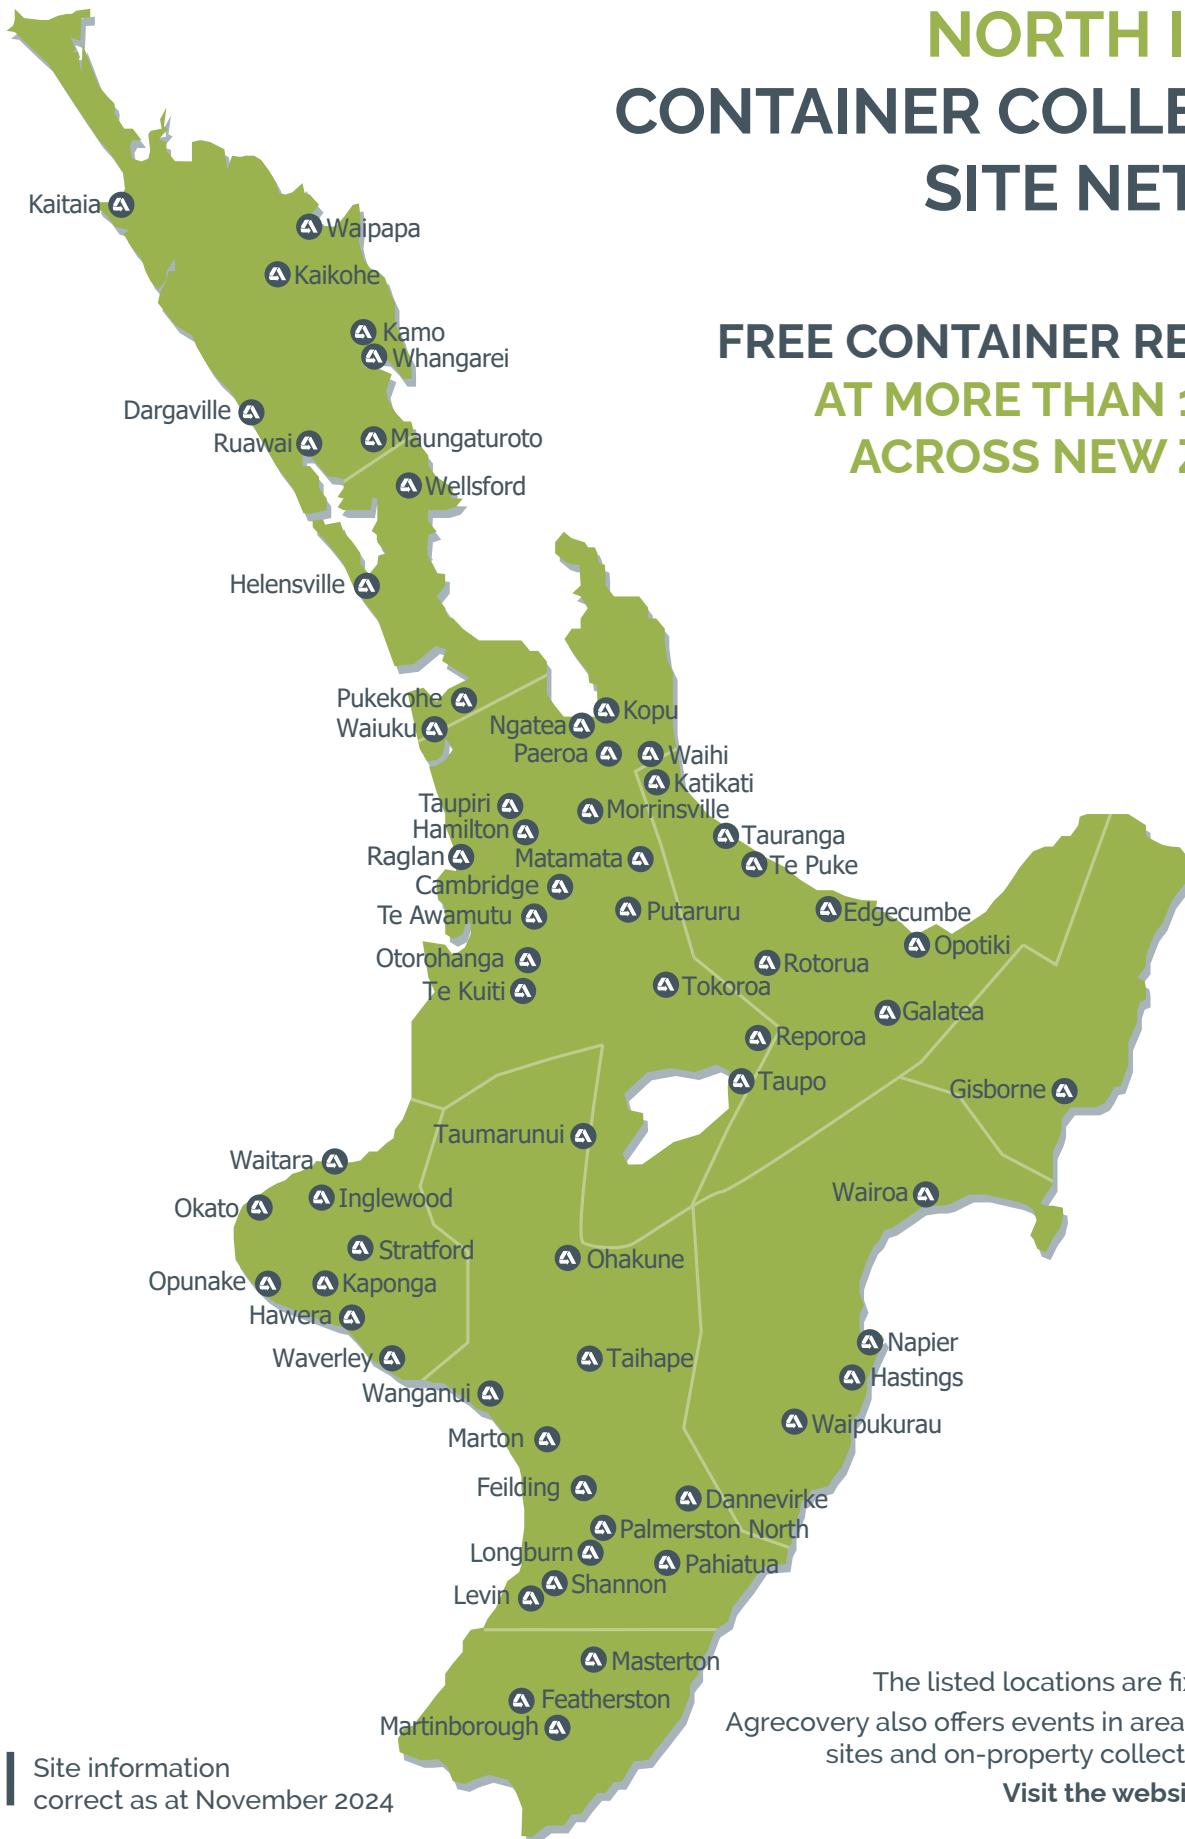 NORTH I
CONTAINER COLLE
SITE NET
FREE CONTAINER RE
AT MORE THAN 1
ACROSS NEW Z
Kaitaia
Waipapa
Kaikohe
Kamo
Whangarei
Dargaville
Ruawai
Maungaturoto
Wellsford
Helensville
Pukekohe
Waiuku
Kopu
Ngatea
Paeroa
Waihi
Katikati
Taupiri
Morrinsville
Hamilton
Tauranga
Raglan
Matamata
Te Puke
Cambridge
Te Awamutu
Putaruru
Edgecumbe
Opotiki
Otorohanga
Rotorua
Te Kuiti
Tokoroa
Galatea
Reporoa
Taupo
Gisborne
Taumarunui
Waitara
Inglewood
Okato
Wairoa
Stratford
Ohakune
Opunake
Kaponga
Hawera
Napier
Waverley
Taihape
Hastings
Wanganui
Waipukurau
Marton
Feilding
Dannevirke
Palmerston North
Longburn
Pahiatua
Shannon
Levin
Masterton
Featherston
Martinborough
The listed locations are fi
Agrecovery also offers events in area
sites and on-property collect
Visit the websi
Site information
correct as at November 2024